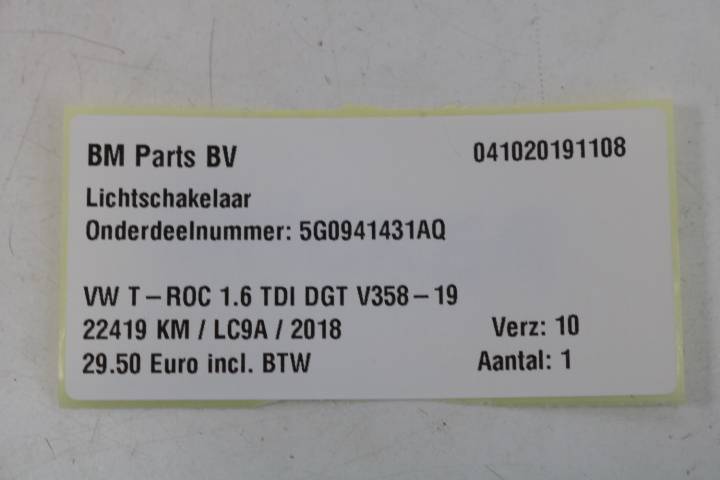 BM Parts BV 041020191108
Lichtschakelaar
Onderdeelnummer: 5G0941431AQ
VW T-ROC 1.6 TDI DGT V358-19
22419 KM / LC9A / 2018 Verz: 10
29.50 Euro incl. BTW Aantal: 1